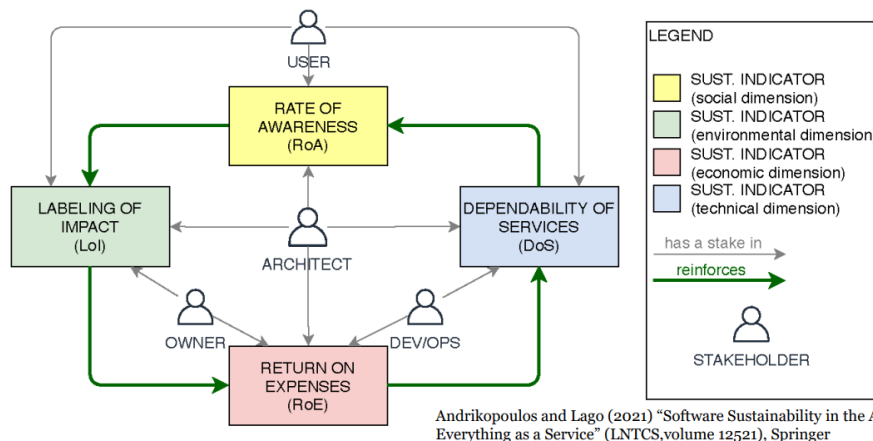 USER
RATE OF
AWARENESS
(RoA)
LABELING OF
IMPACT
(LoI)
DEPENDABILITY OF
SERVICES
(DoS)
ARCHITECT
OWNER
DEV/OPS
RETURN ON
EXPENSES
(RoE)
LEGEND
SUST. INDICATOR
(social dimension)
SUST. INDICATOR
(environmental dimension
SUST. INDICATOR
(economic dimension)
SUST. INDICATOR
(technical dimension)
has a stake in
reinforces
STAKEHOLDER
Andrikopoulos and Lago (2021) “Software Sustainability in the
Everything as a Service” (LNTCS,volume 12521), Springer